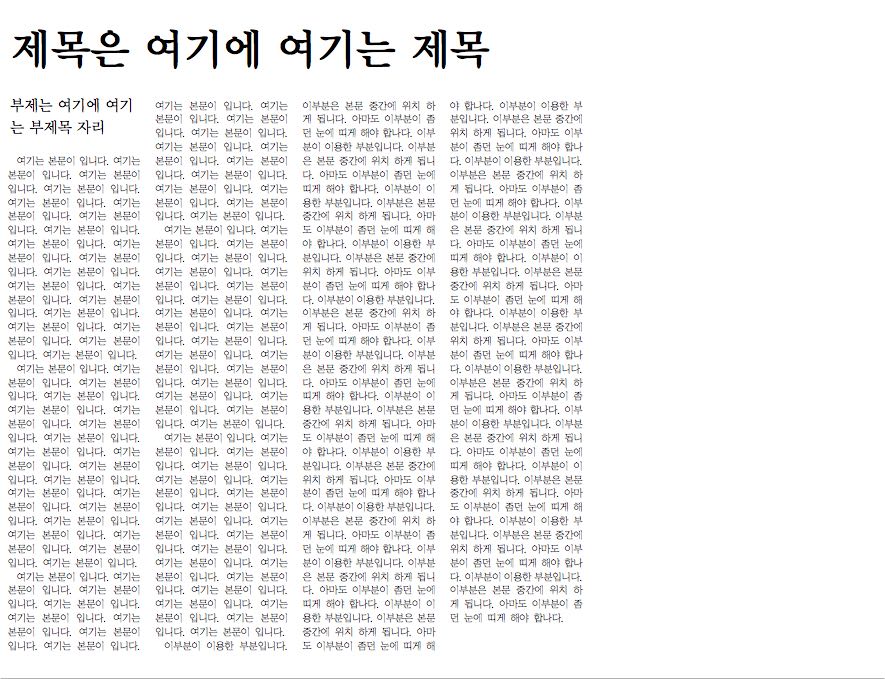 제목은 여기에 여기는 제목
부제는 여기에 여기
는 부제목 자리
여기는 본문이 입니다. 여기는
본문이 입니다. 여기는 본문이
입니다. 여기는 본문이 입니다.
여기는 본문이 입니다. 여기는
본문이 입니다. 여기는 본문이
입니다. 여기는 본문이 입니다.
여기는 본문이 입니다. 여기는
본문이 입니다. 여기는 본문이
입니다. 여기는 본문이 입니다.
여기는 본문이 입니다. 여기는
본문이 입니다. 여기는 본문이
입니다. 여기는 본문이 입니다.
여기는 본문이 입니다. 여기는
본문이 입니다. 여기는 본문이
입니다. 여기는 본문이 입니다.
여기는 본문이 입니다. 여기는
본문이 입니다. 여기는 본문이
입니다. 여기는 본문이 입니다.
여기는 본문이 입니다. 여기는
본문이 입니다. 여기는 본문이
입니다. 여기는 본문이 입니다.
여기는 본문이 입니다. 여기는
본문이 입니다. 여기는 본문이
입니다. 여기는 본문이 입니다.
여기는 본문이 입니다. 여기는
본문이 입니다. 여기는 본문이
입니다. 여기는 본문이 입니다.
여기는 본문이 입니다. 여기는
본문이 입니다. 여기는 본문이
입니다. 여기는 본문이 입니다.
여기는 본문이 입니다. 여기는
본문이 입니다. 여기는 본문이
입니다. 여기는 본문이 입니다.
여기는 본문이 입니다. 여기는
본문이 입니다. 여기는 본문이
입니다. 여기는 본문이 입니다.
여기는 본문이 입니다. 여기는
본문이 입니다. 여기는 본문이
입니다. 여기는 본문이 입니다.
여기는 본문이 입니다. 여기는
본문이 입니다. 여기는 본문이
입니다. 여기는 본문이 입니다.
여기는 본문이 입니다. 여기는
본문이 입니다. 여기는 본문이
입니다. 여기는 본문이 입니다.
여기는 본문이 입니다. 여기는
본문이 입니다. 여기는 본문이
입니다. 여기는 본문이 입니다.
여기는 본문이 입니다. 여기는
본문이 입니다. 여기는 본문이
입니다. 여기는 본문이 입니다.
여기는 본문이 입니다. 여기는
본문이 입니다. 여기는 본문이
입니다. 여기는 본문이 입니다.
여기는 본문이 입니다. 여기는
본문이 입니다. 여기는 본문이
입니다. 여기는 본문이 입니다.
여기는 본문이 입니다. 여기는
본문이 입니다. 여기는 본문이
입니다. 여기는 본문이 입니다.
여기는 본문이 입니다. 여기는
본문이 입니다. 여기는 본문이
입니다. 여기는 본문이 입니다.
여기는 본문이 입니다. 여기는
본문이 입니다. 여기는 본문이
입니다. 여기는 본문이 입니다.
여기는 본문이 입니다. 여기는
본문이 입니다. 여기는 본문이
입니다. 여기는 본문이 입니다.
여기는 본문이 입니다. 여기는
본문이 입니다. 여기는 본문이
입니다. 여기는 본문이 입니다.
여기는 본문이 입니다. 여기는
본문이 입니다. 여기는 본문이
입니다. 여기는 본문이 입니다.
이부분이 이용한 부분입니다.
이부분은 본문 중간에 위치 하
게 됩니다. 아마도 이부분이 좀
던 눈에 띠게 해야 합나다. 이부
분이 이용한 부분입니다. 이부분
은 본문 중간에 위치 하게 됩니
다. 아마도 이부분이 좀던 눈에
띠게 해야 합나다. 이부분이 이
용한 부분입니다. 이부분은 본문
중간에 위치 하게 됩니다. 아마
도 이부분이 좀던 눈에 띠게 해
야 합나다. 이부분이 이용한 부
분입니다. 이부분은 본문 중간에
위치 하게 됩니다. 아마도 이부
분이 좀던 눈에 띠게 해야 합나
다. 이부분이 이용한 부분입니다.
이부분은 본문 중간에 위치 하
게 됩니다. 아마도 이부분이 좀
던 눈에 띠게 해야 합나다. 이부
분이 이용한 부분입니다. 이부분
은 본문 중간에 위치 하게 됩니
다. 아마도 이부분이 좀던 눈에
띠게 해야 합나다. 이부분이 이
용한 부분입니다. 이부분은 본문
중간에 위치 하게 됩니다. 아마
도 이부분이 좀던 눈에 띠게 해
야 합나다. 이부분이 이용한 부
분입니다. 이부분은 본문 중간에
위치 하게 됩니다. 아마도 이부
분이 좀던 눈에 띠게 해야 합나
다. 이부분이 이용한 부분입니다.
이부분은 본문 중간에 위치 하
게 됩니다. 아마도 이부분이 좀
던 눈에 띠게 해야 합나다. 이부
분이 이용한 부분입니다. 이부분
은 본문 중간에 위치 하게 됩니
다. 아마도 이부분이 좀던 눈에
띠게 해야 합나다. 이부분이 이
용한 부분입니다. 이부분은 본문
중간에 위치 하게 됩니다. 아마
도 이부분이 좀던 눈에 띠게 해
야 합나다. 이부분이 이용한 부
분입니다. 이부분은 본문 중간에
위치 하게 됩니다. 아마도 이부
분이 좀던 눈에 띠게 해야 합나
다. 이부분이 이용한 부분입니다.
이부분은 본문 중간에 위치 하
게 됩니다. 아마도 이부분이 좀
던 눈에 띠게 해야 합나다. 이부
분이 이용한 부분입니다. 이부분
은 본문 중간에 위치 하게 됩니
다. 아마도 이부분이 좀던 눈에
띠게 해야 합나다. 이부분이 이
용한 부분입니다. 이부분은 본문
중간에 위치 하게 됩니다. 아마
도 이부분이 좀던 눈에 띠게 해
야 합나다. 이부분이 이용한 부
분입니다. 이부분은 본문 중간에
위치 하게 됩니다. 아마도 이부
분이 좀던 눈에 띠게 해야 합나
다. 이부분이 이용한 부분입니다.
이부분은 본문 중간에 위치 하
게 됩니다. 아마도 이부분이 좀
던 눈에 띠게 해야 합나다. 이부
분이 이용한 부분입니다. 이부분
은 본문 중간에 위치 하게 됩니
다. 아마도 이부분이 좀던 눈에
띠게 해야 합나다. 이부분이 이
용한 부분입니다. 이부분은 본문
중간에 위치 하게 됩니다. 아마
도 이부분이 좀던 눈에 띠게 해
야 합나다. 이부분이 이용한 부
분입니다. 이부분은 본문 중간에
위치 하게 됩니다. 아마도 이부
분이 좀던 눈에 띠게 해야 합나
다. 이부분이 이용한 부분입니다.
이부분은 본문 중간에 위치 하
게 됩니다. 아마도 이부분이 좀
던 눈에 띠게 해야 합나다.